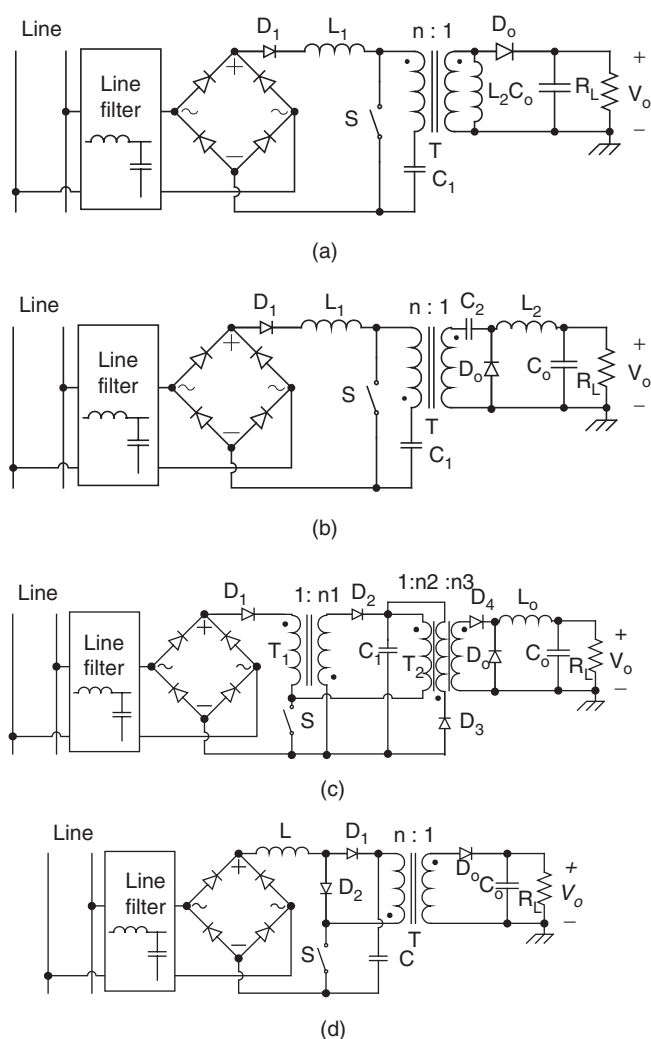 Line
Line filter
D1
L1
n : 1
Do
S
T
C1
L2Co
RL
+
Vo
−
+
−
~
~
(a)
Line
Line filter
D1
L1
n : 1
C2
L2
S
T
C1
Do
Co
RL
+
Vo
−
+
−
~
~
(b)
Line
Line filter
D1
1: n1
D2
1:n2 :n3
D4
Lo
T1
C1
T2
Do
Co
RL
+
Vo
−
S
D3
+
−
~
~
(c)
Line
Line filter
L
D1
n : 1
D2
Do
Co
RL
+
Vo
−
S
T
C
+
−
~
~
(d)